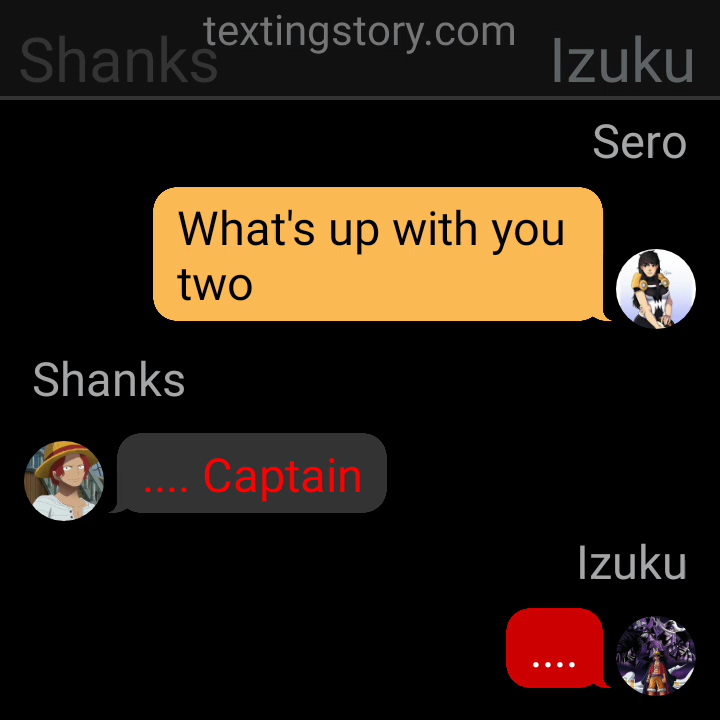 textingstory.com
Shanks
Izuku
Sero
What's up with you
two
Shanks
.... Captain
Izuku
....